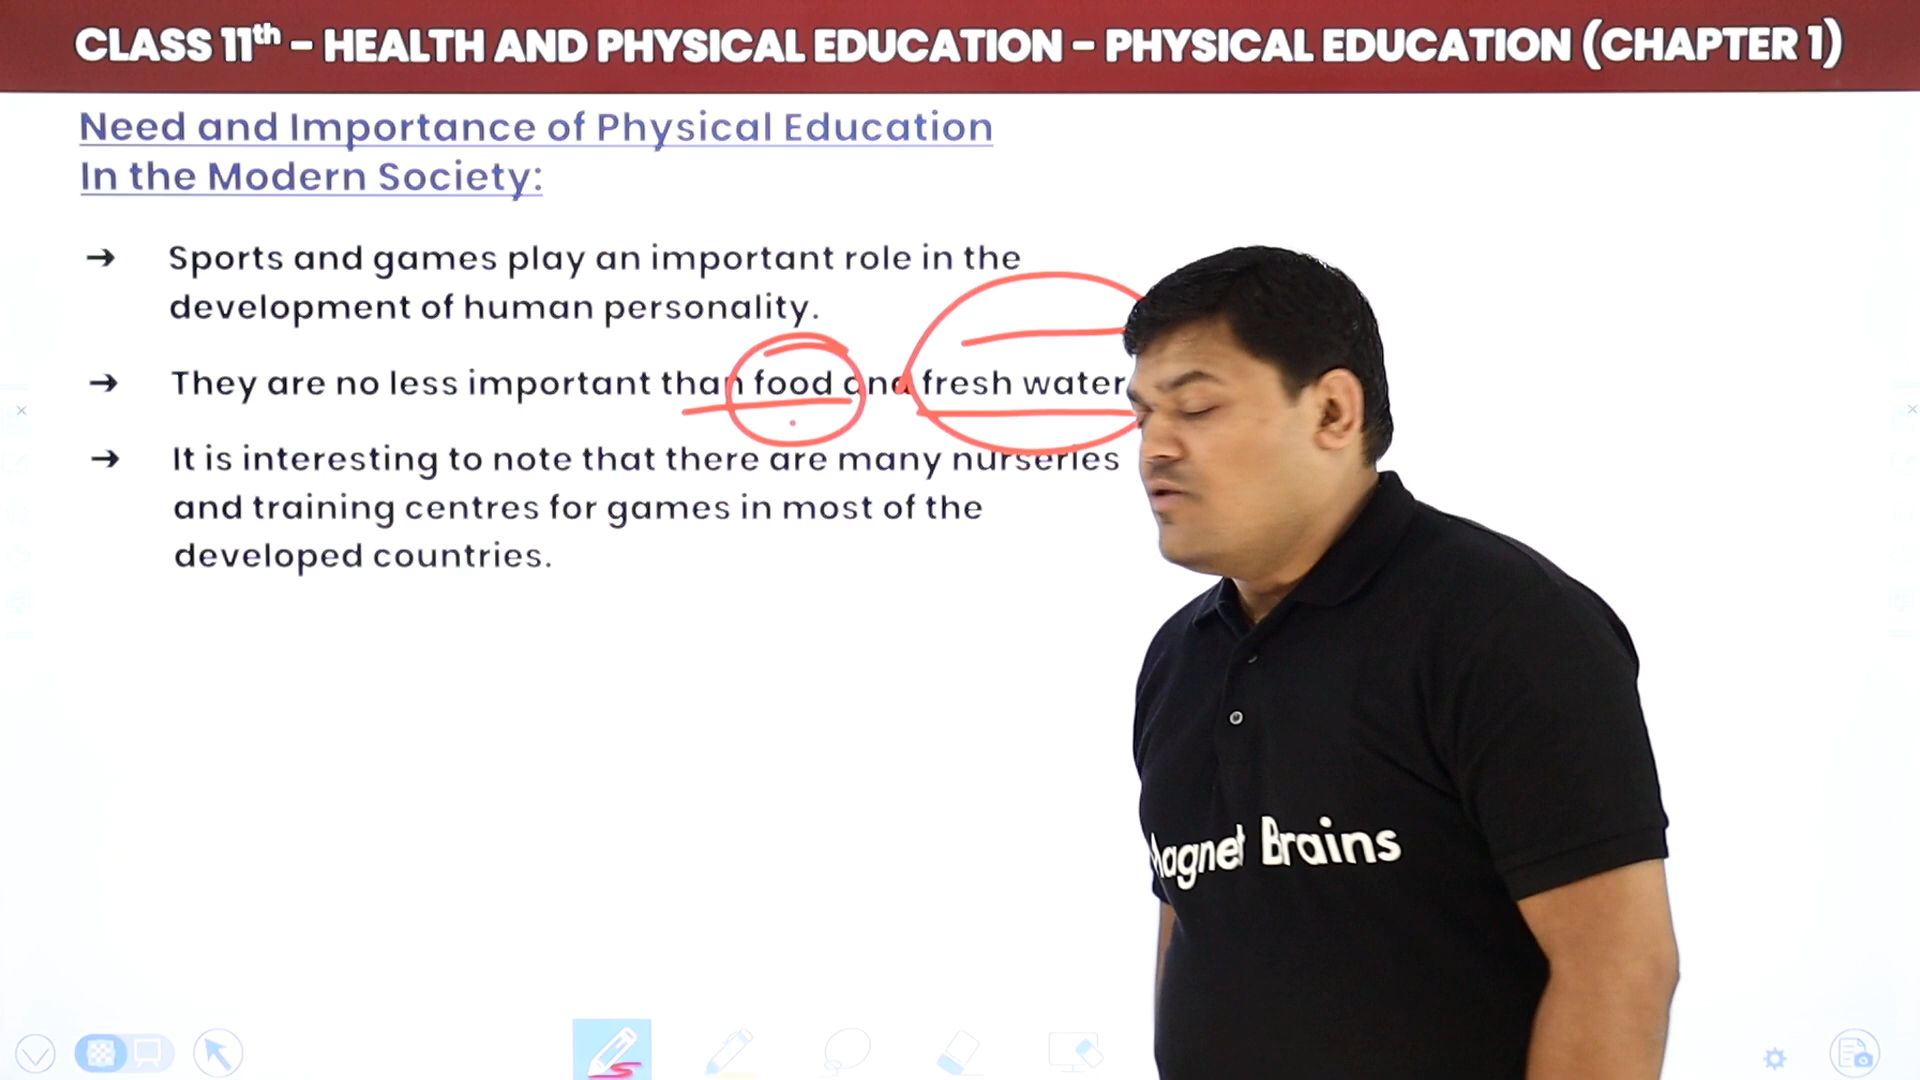 CLASS 11th – HEALTH AND PHYSICAL EDUCATION – PHYSICAL EDUCATION (CHAPTER 1)
Need and Importance of Physical Education
In the Modern Society:
→ Sports and games play an important role in the
development of human personality.
→ They are no less important than food and fresh water
→ It is interesting to note that there are many nurseries
and training centres for games in most of the
developed countries.
Magnet Brains